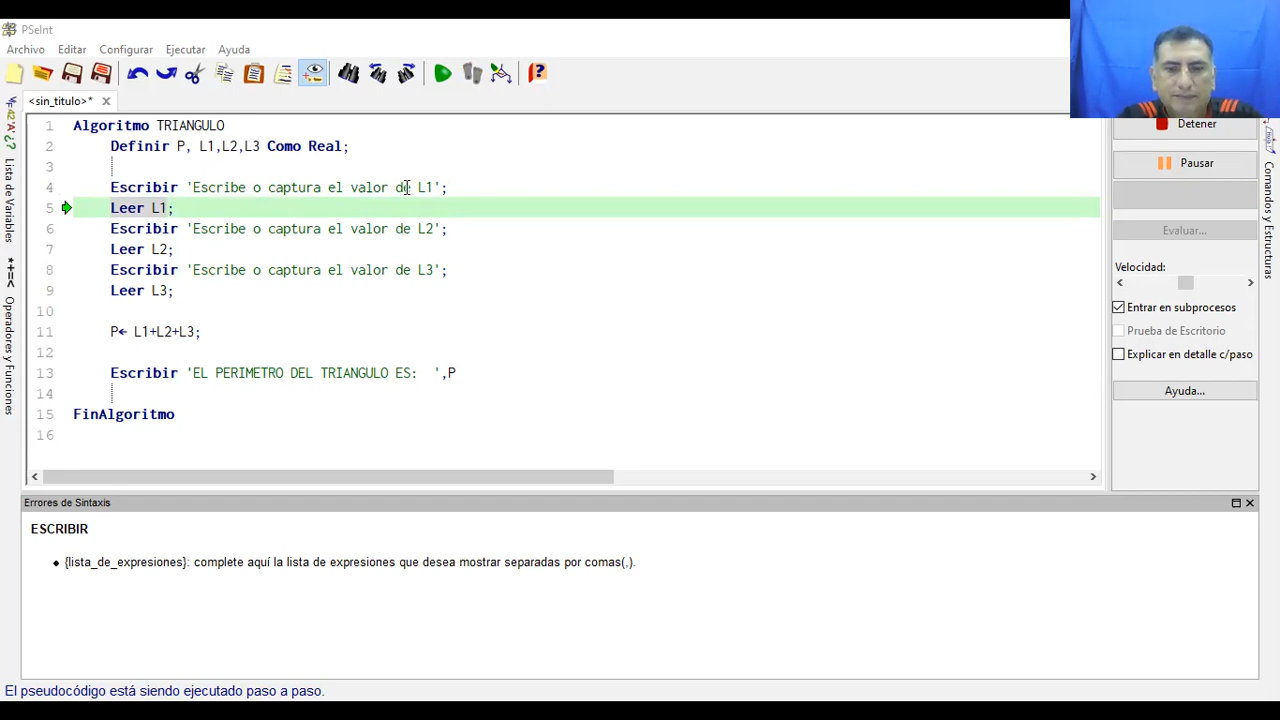 PSeInt
Archivo Editar Configurar Ejecutar Ayuda
<sin_titulo>*
1 Algoritmo TRIANGULO
2 Definir P, L1,L2,L3 Como Real;
3
4 Escribir 'Escribe o captura el valor de L1';
5 Leer L1;
6 Escribir 'Escribe o captura el valor de L2';
7 Leer L2;
8 Escribir 'Escribe o captura el valor de L3';
9 Leer L3;
10
11 P← L1+L2+L3;
12
13 Escribir 'EL PERIMETRO DEL TRIANGULO ES:  ',P
14
15 FinAlgoritmo
16
Lista de Variables
Operadores y Funciones
Detener
Pausar
Evaluar...
Velocidad:
Entrar en subprocesos
Prueba de Escritorio
Explicar en detalle c/paso
Ayuda...
Comandos y Estructuras
Errores de Sintaxis
ESCRIBIR
{lista_de_expresiones}: complete aquí la lista de expresiones que desea mostrar separadas por comas(,).
El pseudocódigo está siendo ejecutado paso a paso.